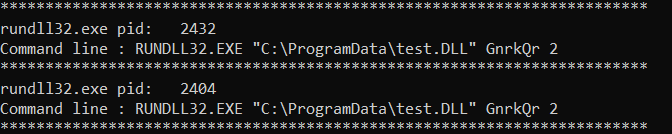 ************************************************************************
rundll32.exe pid:   2432
Command line : RUNDLL32.EXE "C:\ProgramData\test.DLL" GnrkQr 2
************************************************************************
rundll32.exe pid:   2404
Command line : RUNDLL32.EXE "C:\ProgramData\test.DLL" GnrkQr 2
************************************************************************